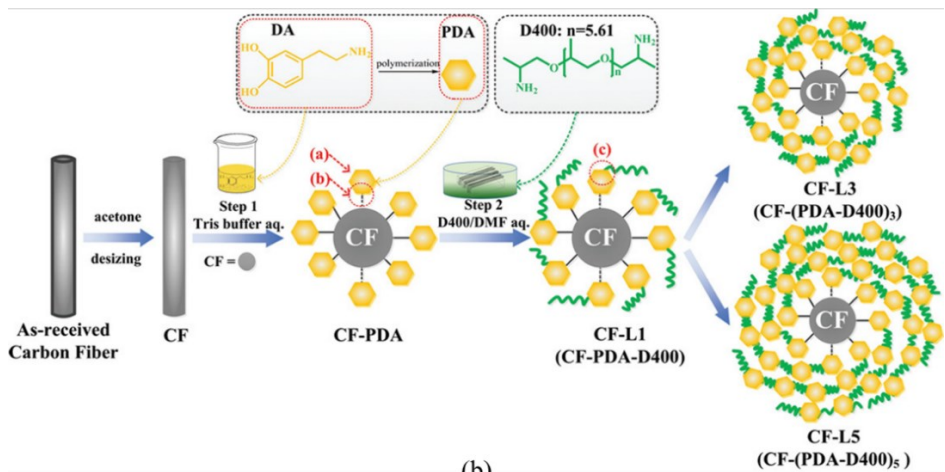 DA
PDA
D400: n=5.61
HO
HO
NH₂
polymerization
NH₂
O
O
n
NH₂
(a)
(b)
(c)
Step 1
Tris buffer aq.
CF =
Step 2
D400/DMF aq.
acetone
desizing
As-received
Carbon Fiber
CF
CF
CF-PDA
CF
CF-L1
(CF-PDA-D400)
CF
CF-L3
(CF-(PDA-D400)₃)
CF
CF-L5
(CF-(PDA-D400)₅ )
(b)